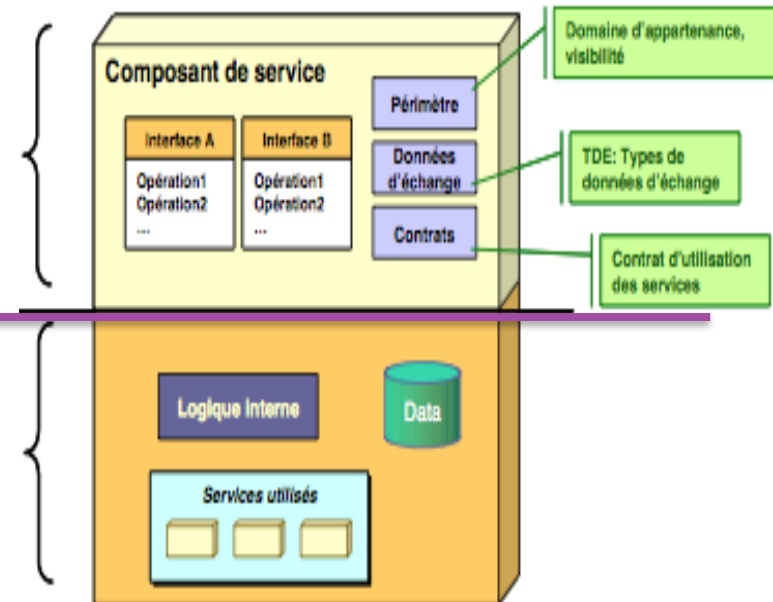 Composant de service
Interface A
Opération1
Opération2
...
Interface B
Opération1
Opération2
...
Périmètre
Données
d'échange
Contrats
Domaine d'appartenance,
visibilité
TDE: Types de
données d'échange
Contrat d'utilisation
des services
Logique interne
Data
Services utilisés